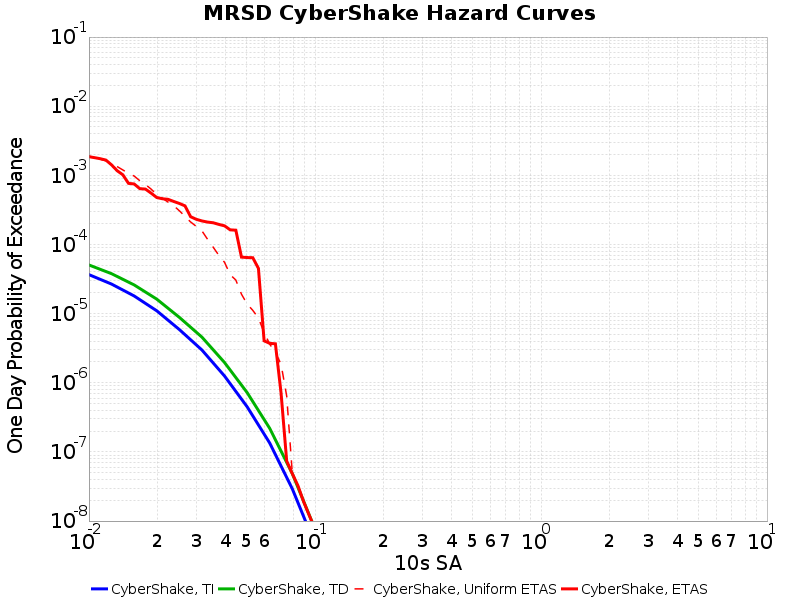 MRSD CyberShake Hazard Curves
One Day Probability of Exceedance
10-1
10-2
10-3
10-4
10-5
10-6
10-7
10-8
10-2 2 3 4 5 6 10-1 2 3 4 5 6 7 100 2 3 4 5 6 7 101
10s SA
CyberShake, TI CyberShake, TD CyberShake, Uniform ETAS CyberShake, ETAS